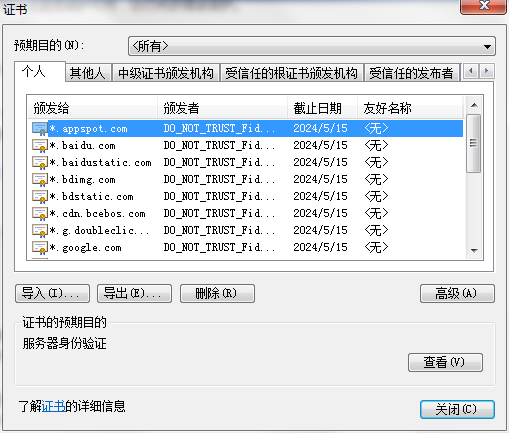 证书
预期目的(N): <所有>
个人 其他人 中级证书颁发机构 受信任的根证书颁发机构 受信任的发布者
颁发给 颁发者 截止日期 友好名称
*.appspot.com DO_NOT_TRUST_Fid... 2024/5/15 <无>
*.baidu.com DO_NOT_TRUST_Fid... 2024/5/15 <无>
*.baidustatic.com DO_NOT_TRUST_Fid... 2024/5/15 <无>
*.bdimg.com DO_NOT_TRUST_Fid... 2024/5/15 <无>
*.bdstatic.com DO_NOT_TRUST_Fid... 2024/5/15 <无>
*.cdn.bcebos.com DO_NOT_TRUST_Fid... 2024/5/15 <无>
*.g.doubleclic... DO_NOT_TRUST_Fid... 2024/5/15 <无>
*.google.com DO_NOT_TRUST_Fid... 2024/5/15 <无>
导入(I)... 导出(E)... 删除(R) 高级(A)
证书的预期目的
服务器身份验证
查看(V)
了解证书的详细信息
关闭(C)